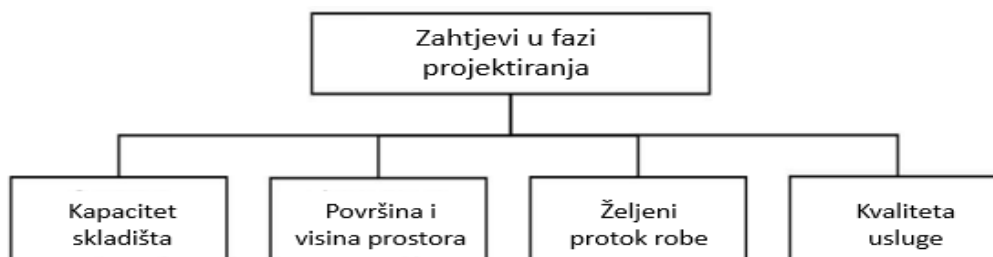 Zahtjevi u fazi
projektiranja
Kapacitet
skladišta
Površina i
visina prostora
Željeni
protok robe
Kvaliteta
usluge